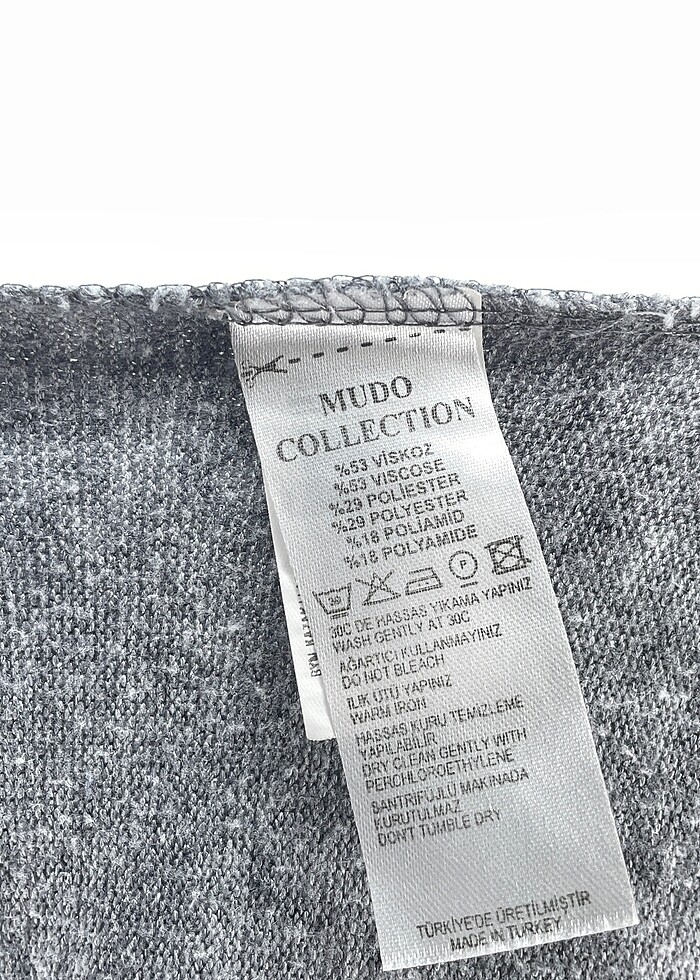 MUDO
COLLECTION
%53 VİSKOZ
%53 VISCOSE
%29 POLİESTER
%29 POLYESTER
%18 POLİAMİD
%18 POLYAMIDE
P
30C DE HASSAS YIKAMA YAPINIZ
WASH GENTLY AT 30C
AĞARTICI KULLANMAYINIZ
DO NOT BLEACH
ILIK ÜTÜ YAPINIZ
WARM IRON
HASSAS KURU TEMİZLEME
YAPILABİLİR
DRY CLEAN GENTLY WITH
PERCHLOROETHYLENE
SANTRİFÜJLÜ MAKİNADA
KURUTULMAZ
DON'T TUMBLE DRY
TÜRKİYE'DE ÜRETİLMİŞTİR
MADE IN TURKEY